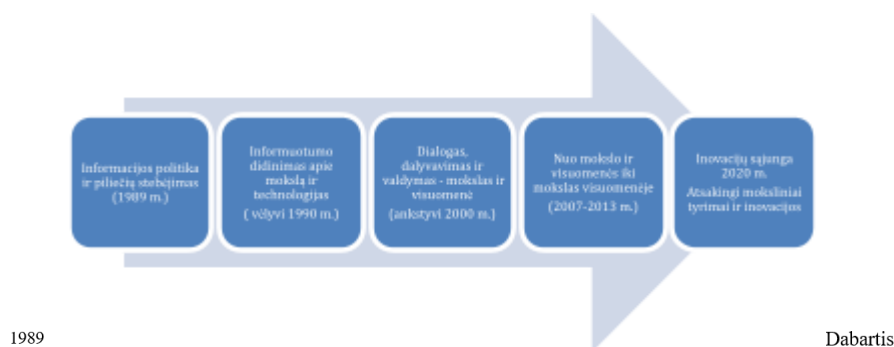 Informacijos politika
ir piliečių stebėjimas
(1989 m.)
Informuotumo
didinimas apie
mokslą ir
technologijas
( vėlyvi 1990 m.)
Dialogas,
dalyvavimas ir
valdymas - mokslas ir
visuomenė
(ankstyvi 2000 m.)
Nuo mokslo ir
visuomenės iki
mokslas visuomenėje
(2007-2013 m.)
Inovacijų sąjunga
2020 m.
Atsakingi moksliniai
tyrimai ir inovacijos
1989
Dabartis